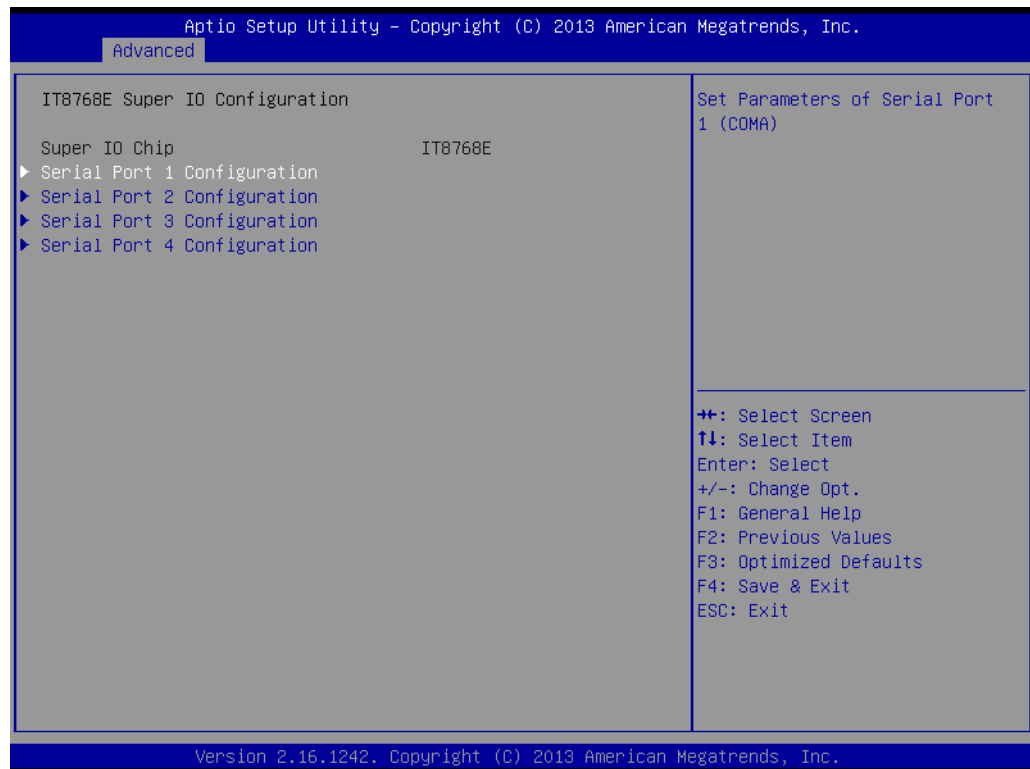 Aptio Setup Utility – Copyright (C) 2013 American Megatrends, Inc.
Advanced
IT8768E Super IO Configuration
Super IO Chip IT8768E
Serial Port 1 Configuration
Serial Port 2 Configuration
Serial Port 3 Configuration
Serial Port 4 Configuration
Set Parameters of Serial Port
1 (COMA)
→←: Select Screen
↑↓: Select Item
Enter: Select
+/-: Change Opt.
F1: General Help
F2: Previous Values
F3: Optimized Defaults
F4: Save & Exit
ESC: Exit
Version 2.16.1242. Copyright (C) 2013 American Megatrends, Inc.